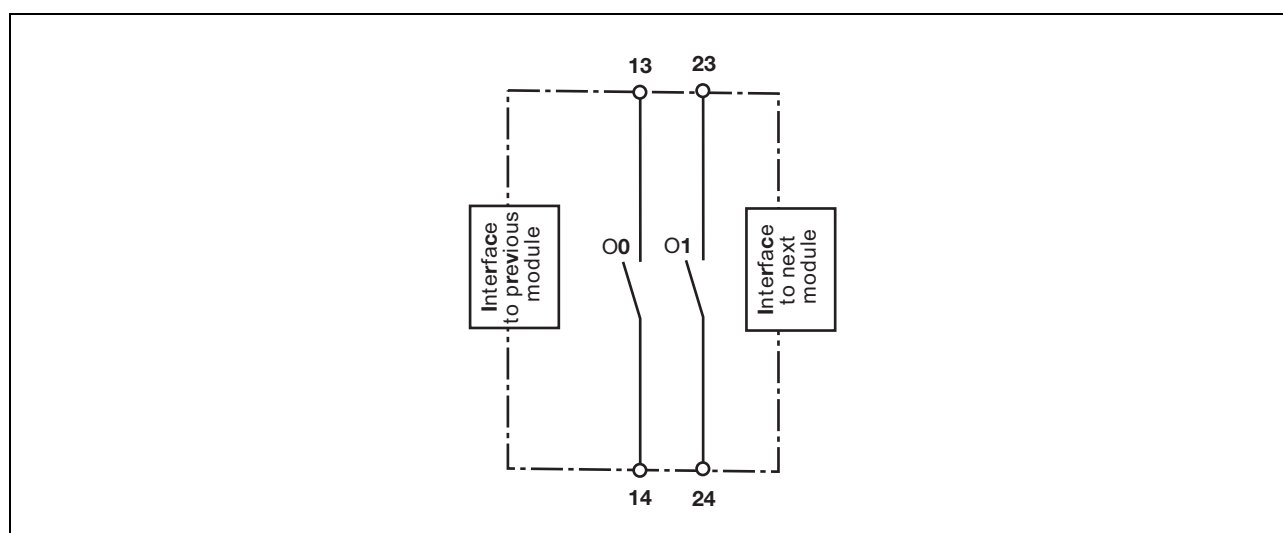 13 23
Interface
to previous
module
O0 O1
Interface
to next
module
14 24